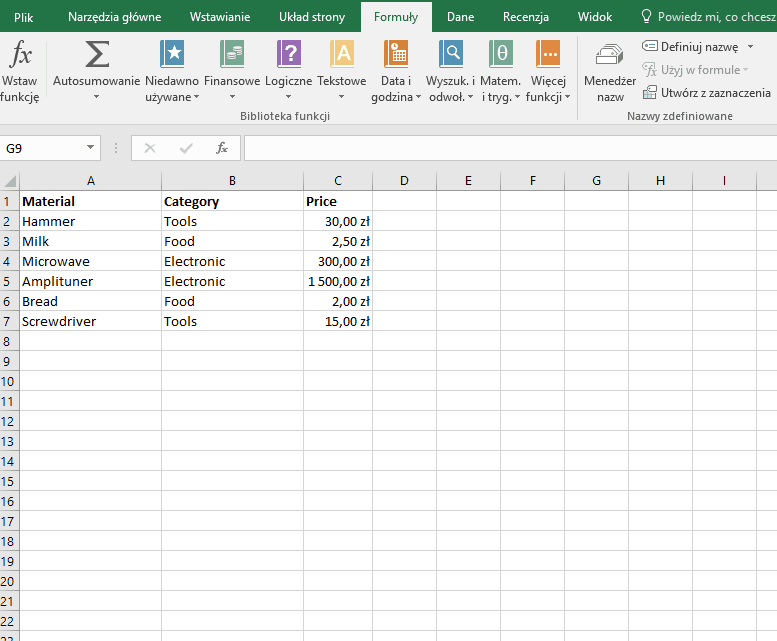 Plik Narzędzia główne Wstawianie Układ strony Formuły Dane Recenzja Widok Powiedz mi, co chcesz
fx Σ ? A θ ...
Wstaw Autosumowanie Niedawno Finansowe Logiczne Tekstowe Data i Wyszuk. i Matem. Więcej Menedżer Definiuj nazwę
funkcję używane godzina odwoł. i tryg. funkcji nazw Użyj w formule
Utwórz z zaznaczenia
Biblioteka funkcji Nazwy zdefiniowane
G9 fx
A B C D E F G H I
1 Material Category Price
2 Hammer Tools 30,00 zł
3 Milk Food 2,50 zł
4 Microwave Electronic 300,00 zł
5 Amplituner Electronic 1 500,00 zł
6 Bread Food 2,00 zł
7 Screwdriver Tools 15,00 zł
8
9
10
11
12
13
14
15
16
17
18
19
20
21
22
23